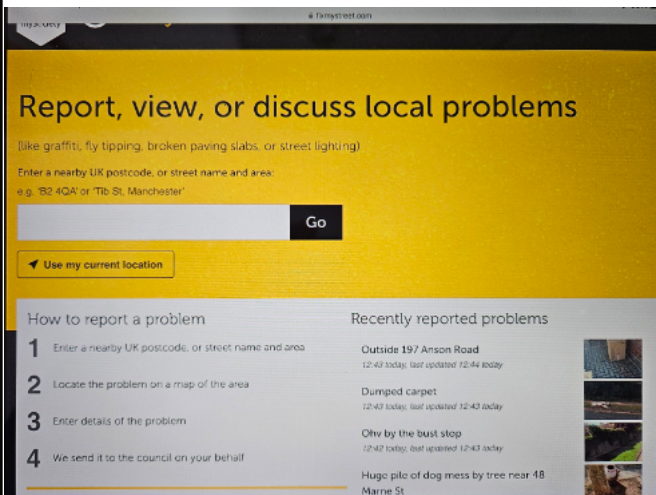 mysociety
fixmystreet.com
Report, view, or discuss local problems
(like graffiti, fly tipping, broken paving slabs, or street lighting)
Enter a nearby UK postcode, or street name and area:
e.g. 'B2 4QA' or 'Tib St, Manchester'
Go
Use my current location
How to report a problem
1 Enter a nearby UK postcode, or street name and area
2 Locate the problem on a map of the area
3 Enter details of the problem
4 We send it to the council on your behalf
Recently reported problems
Outside 197 Anson Road
12:43 today, last updated 12:44 today
Dumped carpet
12:43 today, last updated 12:43 today
Ohv by the bust stop
12:42 today, last updated 12:43 today
Huge pile of dog mess by tree near 48
Marne St